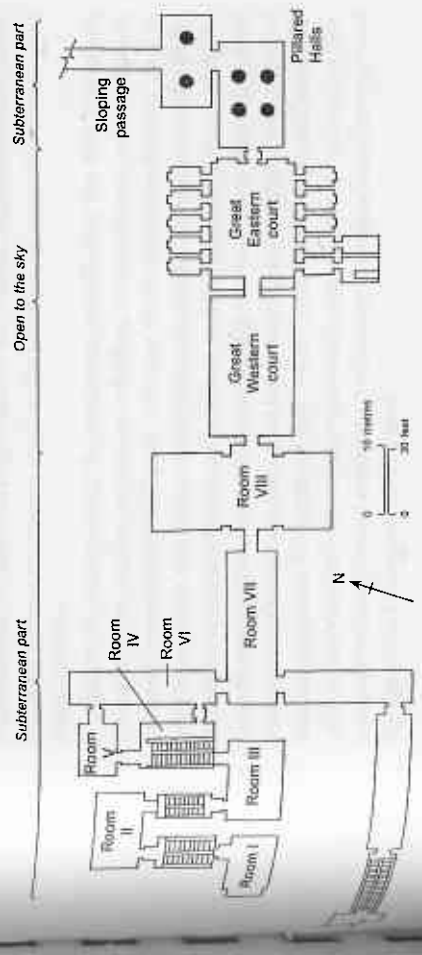 Subterranean part
Open to the sky
Subterranean part
Sloping
passage
Pillared
Halls
Great
Eastern
court
Great
Western
court
Room
VIII
Room VII
Room
IV
Room
VI
Room
V
Room III
Room
II
Room I
N
0 10 metres
0 30 feet